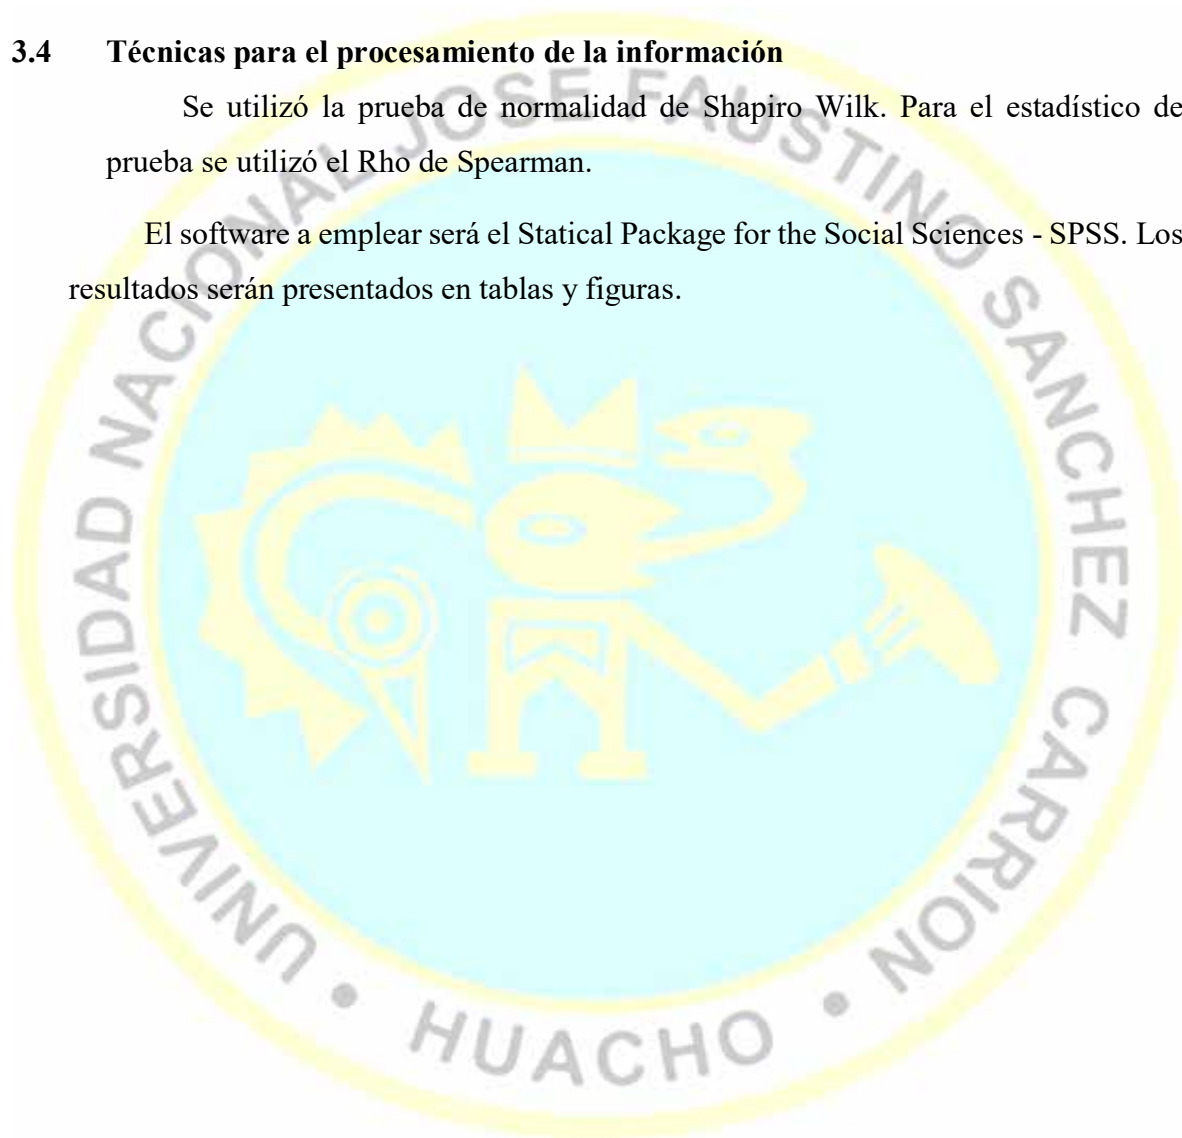 3.4 Técnicas para el procesamiento de la información
Se utilizó la prueba de normalidad de Shapiro Wilk. Para el estadístico de
prueba se utilizó el Rho de Spearman.
El software a emplear será el Statical Package for the Social Sciences - SPSS. Los
resultados serán presentados en tablas y figuras.
UNIVERSIDAD NACIONAL JOSE FAUSTINO SANCHEZ CARRION • HUACHO •